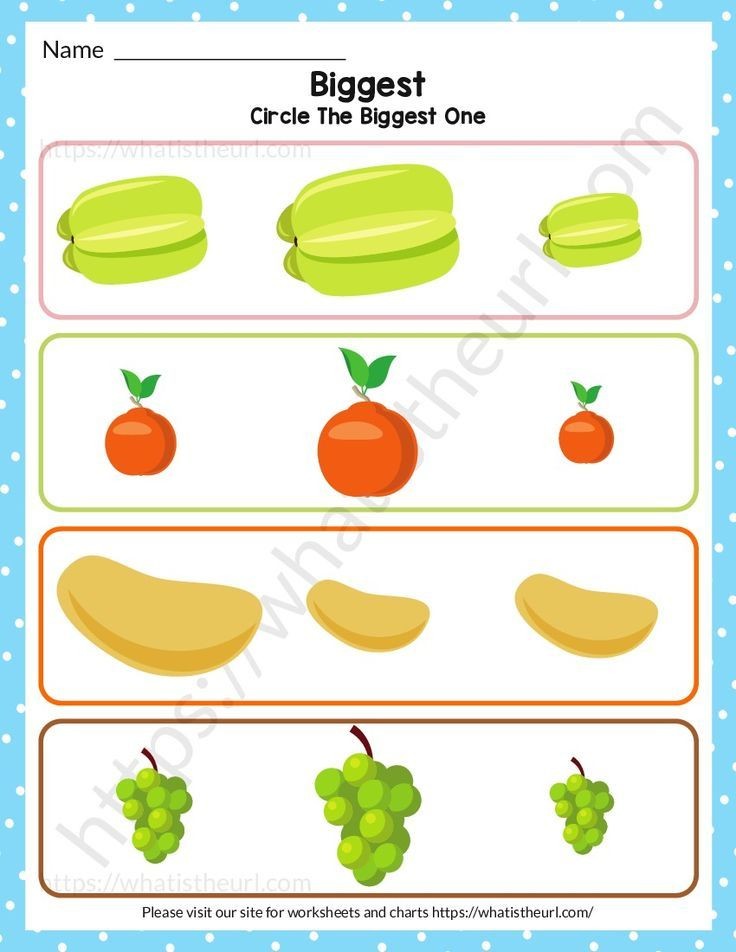 Name
Biggest
Circle The Biggest One
https://whatistheurl.com
https://whatistheurl.com
https://whatistheurl.com
Please visit our site for worksheets and charts https://whatistheurl.com/